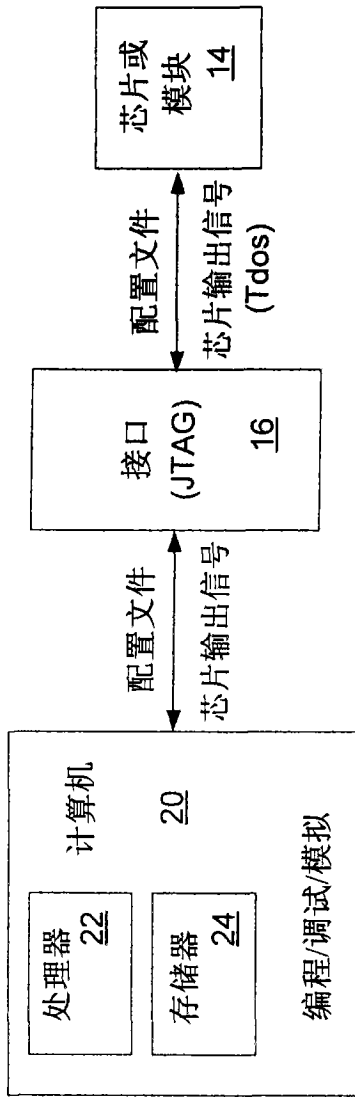 计算机
20
处理器
22
存储器
24
编程/调试/模拟
配置文件
芯片输出信号
接口
(JTAG)
16
配置文件
芯片输出信号
(Tdos)
芯片或
模块
14